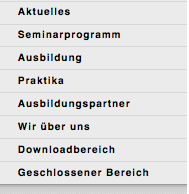 Aktuelles
Seminarprogramm
Ausbildung
Praktika
Ausbildungspartner
Wir über uns
Downloadbereich
Geschlossener Bereich